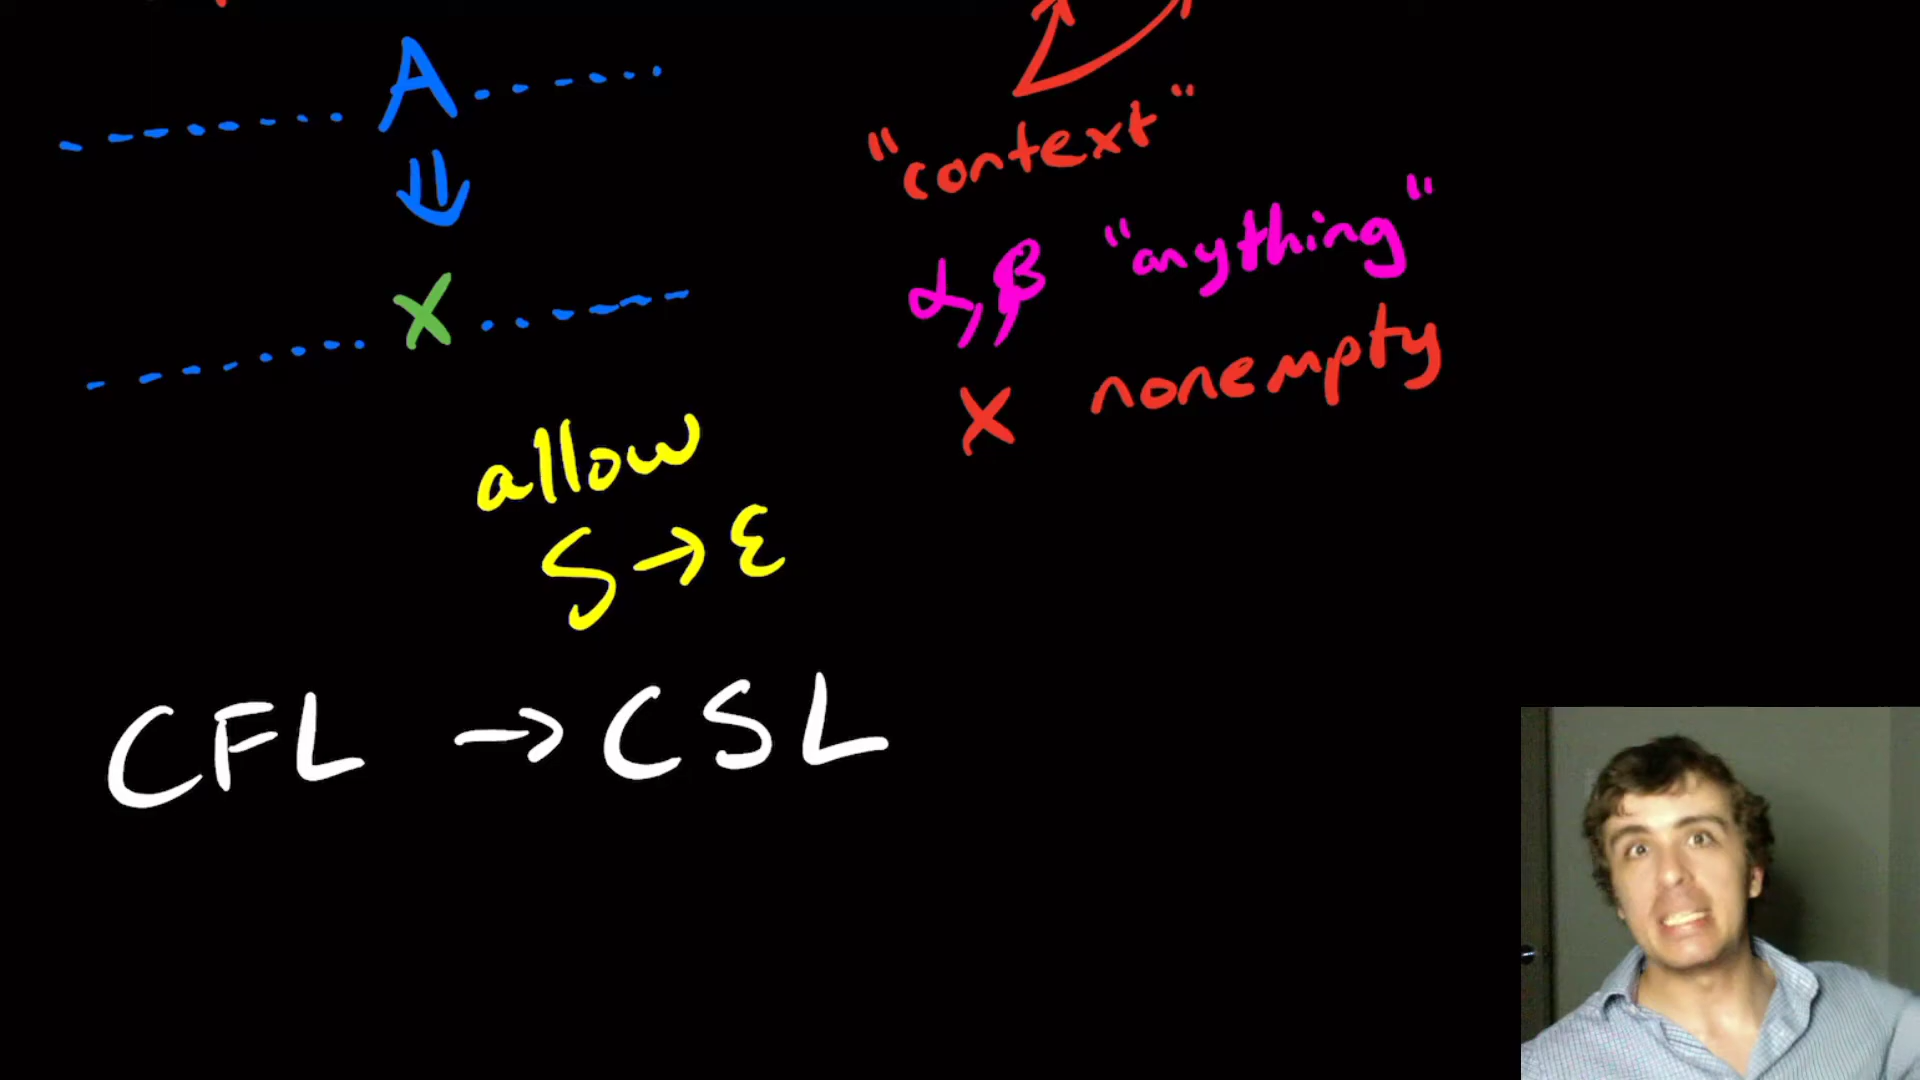 A
⇓
X
"context"
α, β "anything"
X nonempty
allow
S → ε
CFL → CSL